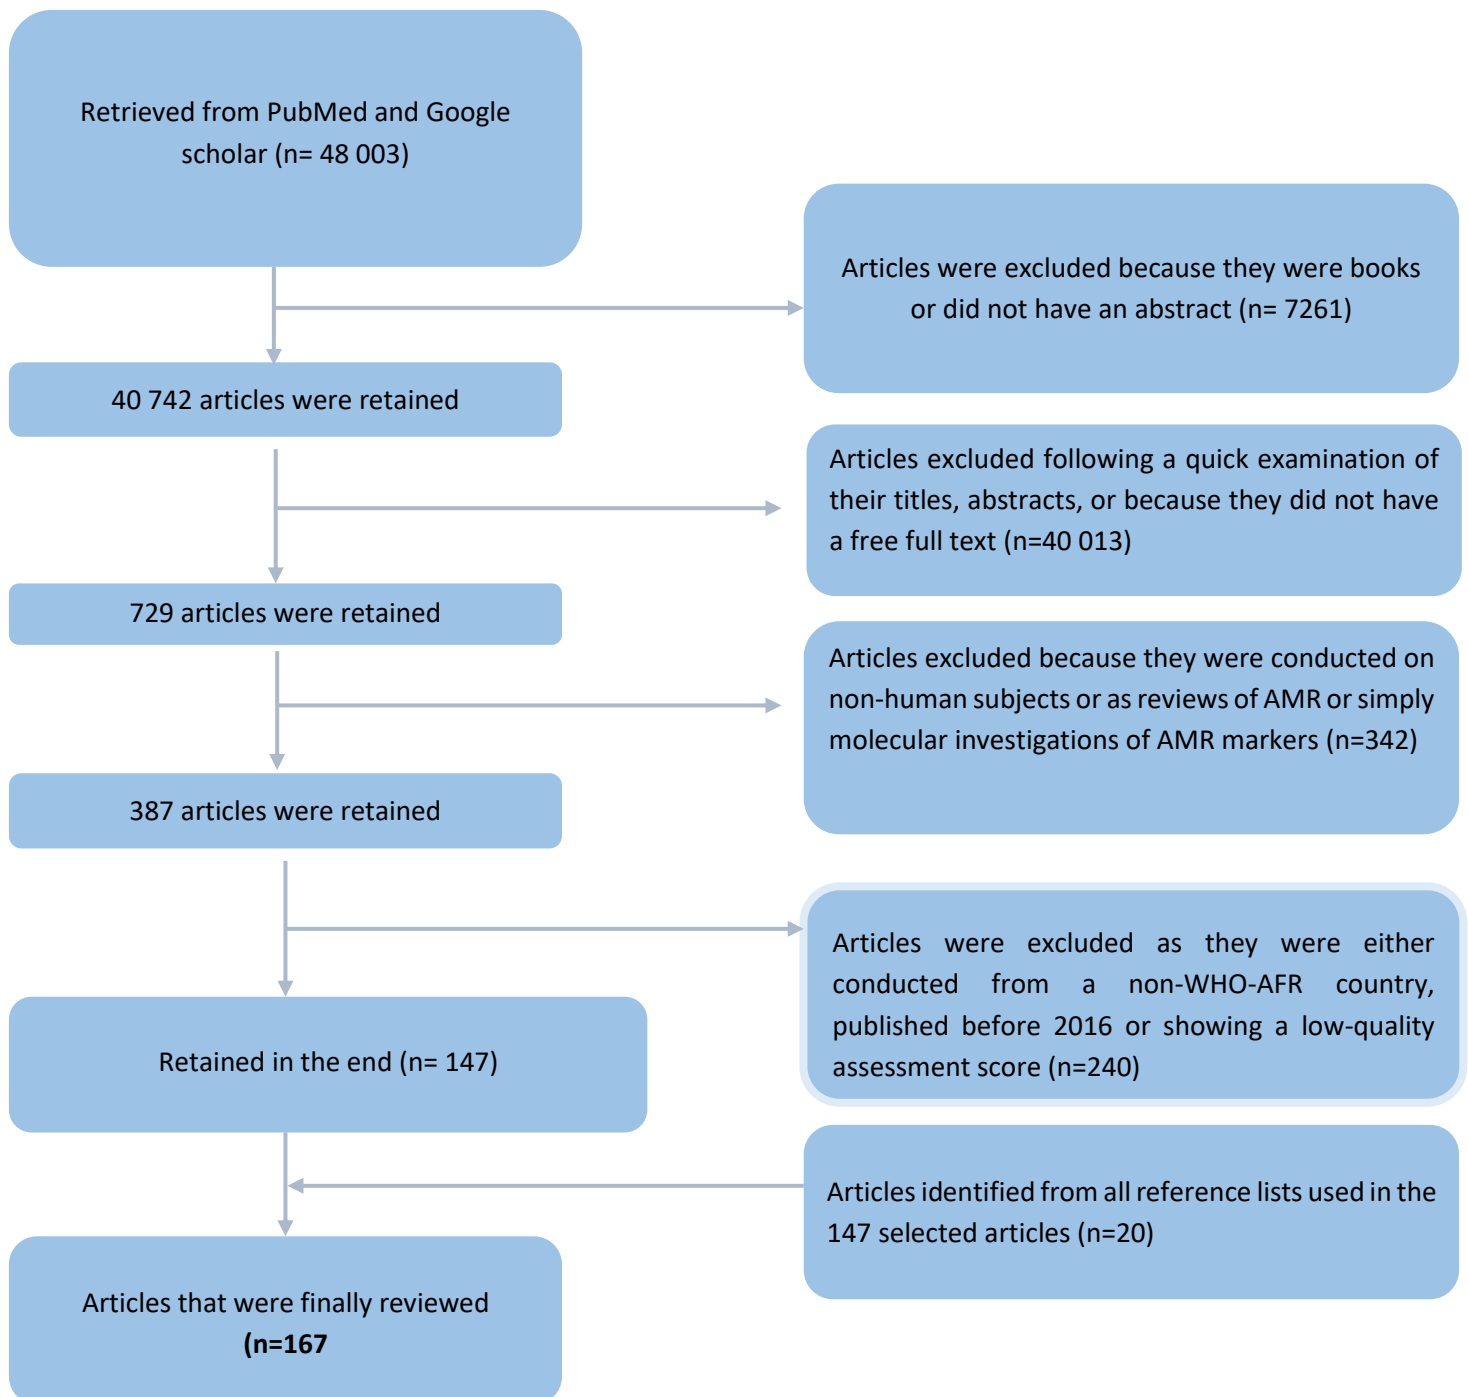 Retrieved from PubMed and Google
scholar (n= 48 003)
Articles were excluded because they were books
or did not have an abstract (n= 7261)
40 742 articles were retained
Articles excluded following a quick examination of
their titles, abstracts, or because they did not have
a free full text (n=40 013)
729 articles were retained
Articles excluded because they were conducted on
non-human subjects or as reviews of AMR or simply
molecular investigations of AMR markers (n=342)
387 articles were retained
Articles were excluded as they were either
conducted from a non-WHO-AFR country,
published before 2016 or showing a low-quality
assessment score (n=240)
Retained in the end (n= 147)
Articles identified from all reference lists used in the
147 selected articles (n=20)
Articles that were finally reviewed
(n=167